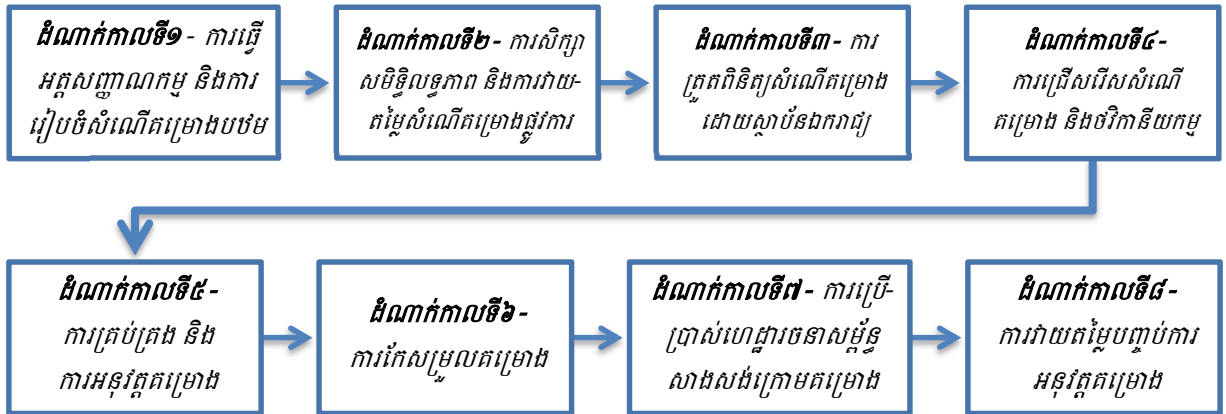 ដំណាក់កាលទី១ - ការធ្វើ
អត្តសញ្ញាណកម្ម និងការ
រៀបចំសំណើគម្រោងបឋម
ដំណាក់កាលទី២ - ការសិក្សា
សមិទ្ធិលទ្ធភាព និងការវាយ-
តម្លៃសំណើគម្រោងផ្លូវការ
ដំណាក់កាលទី៣ - ការ
ត្រួតពិនិត្យសំណើគម្រោង
ដោយស្ថាប័នឯករាជ្យ
ដំណាក់កាលទី៤-
ការជ្រើសរើសសំណើ
គម្រោង និងថវិកានីយកម្ម
ដំណាក់កាលទី៥-
ការគ្រប់គ្រង និង
ការអនុវត្តគម្រោង
ដំណាក់កាលទី៦-
ការកែសម្រួលគម្រោង
ដំណាក់កាលទី៧- ការប្រើ-
ប្រាស់ហេដ្ឋារចនាសម្ព័ន្ធ
សាងសង់ក្រោមគម្រោង
ដំណាក់កាលទី៨-
ការវាយតម្លៃបញ្ចប់ការ
អនុវត្តគម្រោង